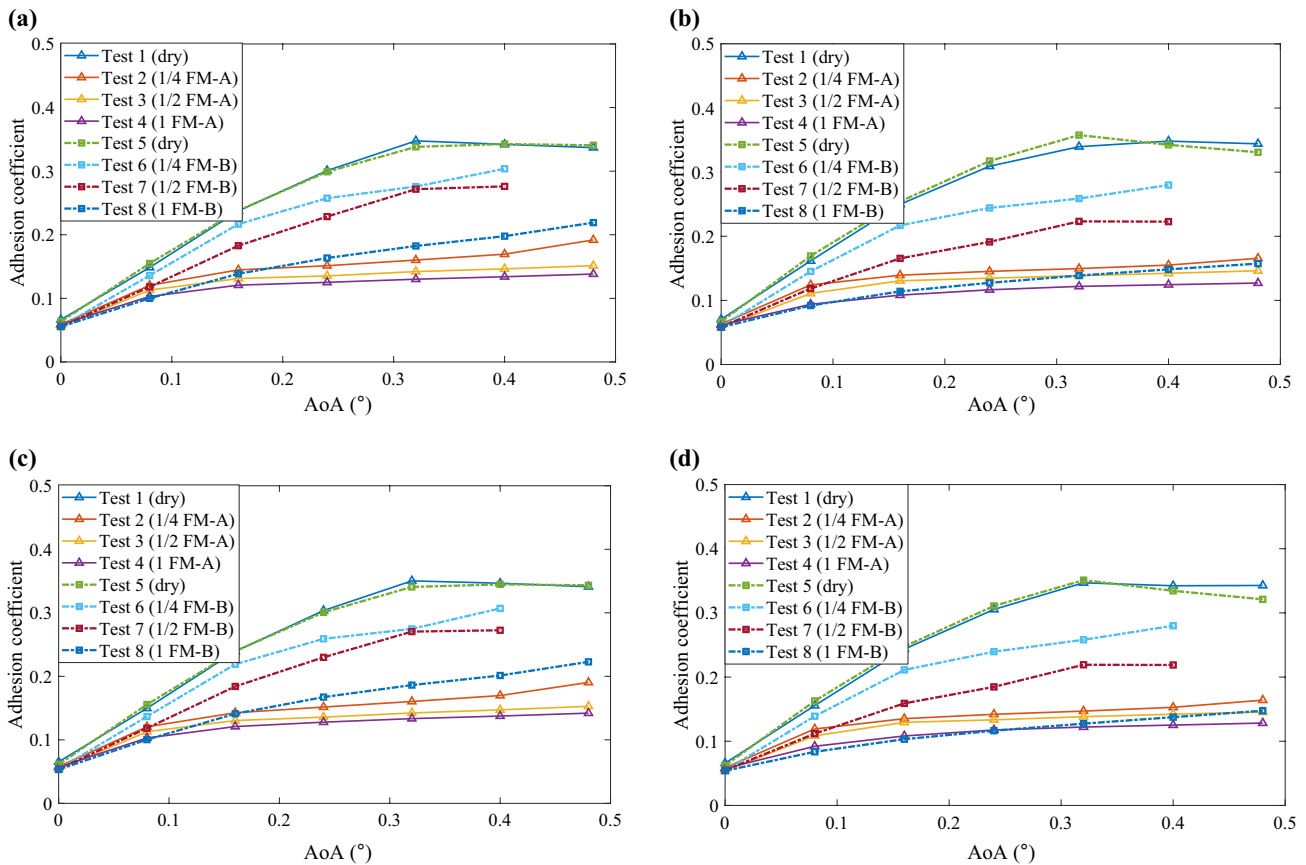 (a)
0.5
0.4
0.3
0.2
0.1
0
Adhesion coefficient
Test 1 (dry)
Test 2 (1/4 FM-A)
Test 3 (1/2 FM-A)
Test 4 (1 FM-A)
Test 5 (dry)
Test 6 (1/4 FM-B)
Test 7 (1/2 FM-B)
Test 8 (1 FM-B)
0 0.1 0.2 0.3 0.4 0.5
AoA (°)
(b)
0.5
0.4
0.3
0.2
0.1
0
Adhesion coefficient
Test 1 (dry)
Test 2 (1/4 FM-A)
Test 3 (1/2 FM-A)
Test 4 (1 FM-A)
Test 5 (dry)
Test 6 (1/4 FM-B)
Test 7 (1/2 FM-B)
Test 8 (1 FM-B)
0 0.1 0.2 0.3 0.4 0.5
AoA (°)
(c)
0.5
0.4
0.3
0.2
0.1
0
Adhesion coefficient
Test 1 (dry)
Test 2 (1/4 FM-A)
Test 3 (1/2 FM-A)
Test 4 (1 FM-A)
Test 5 (dry)
Test 6 (1/4 FM-B)
Test 7 (1/2 FM-B)
Test 8 (1 FM-B)
0 0.1 0.2 0.3 0.4 0.5
AoA (°)
(d)
0.5
0.4
0.3
0.2
0.1
0
Adhesion coefficient
Test 1 (dry)
Test 2 (1/4 FM-A)
Test 3 (1/2 FM-A)
Test 4 (1 FM-A)
Test 5 (dry)
Test 6 (1/4 FM-B)
Test 7 (1/2 FM-B)
Test 8 (1 FM-B)
0 0.1 0.2 0.3 0.4 0.5
AoA (°)